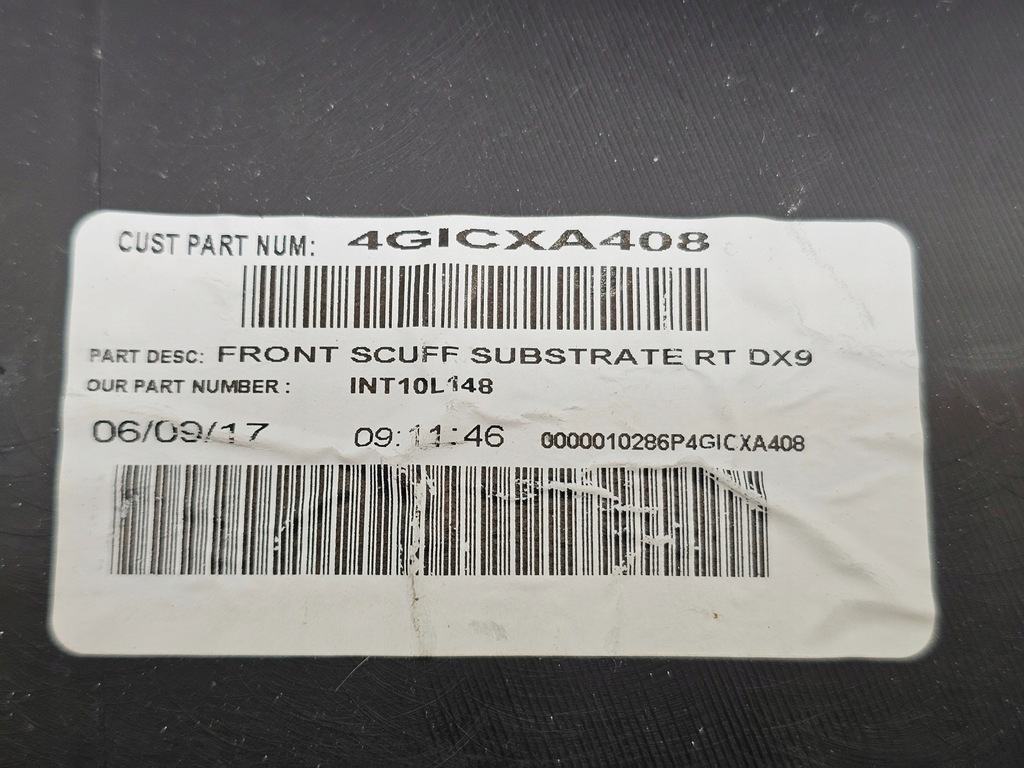 CUST PART NUM: 4GICXA408
PART DESC: FRONT SCUFF SUBSTRATE RT DX9
OUR PART NUMBER : INT10L148
06/09/17 09:11:46 0000010286P4GICXA408